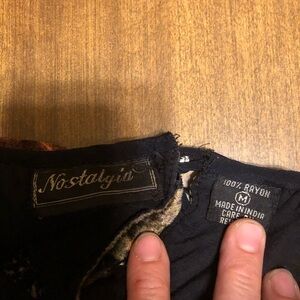 Nostalgia
100% RAYON
M
MADE IN INDIA
CARE